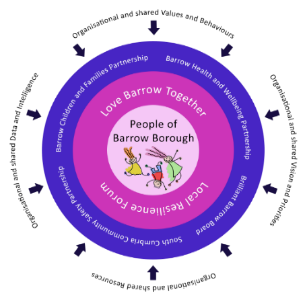 Organisational and shared Values and Behaviours
Organisational and shared Vision and Priorities
Organisational and shared Resources
Organisational and shared Data and Intelligence
Barrow Children and Families Partnership
Barrow Health and Wellbeing Partnership
Brilliant Barrow Board
South Cumbria Community Safety Partnership
Love Barrow Together
Local Resilience Forum
People of
Barrow Borough